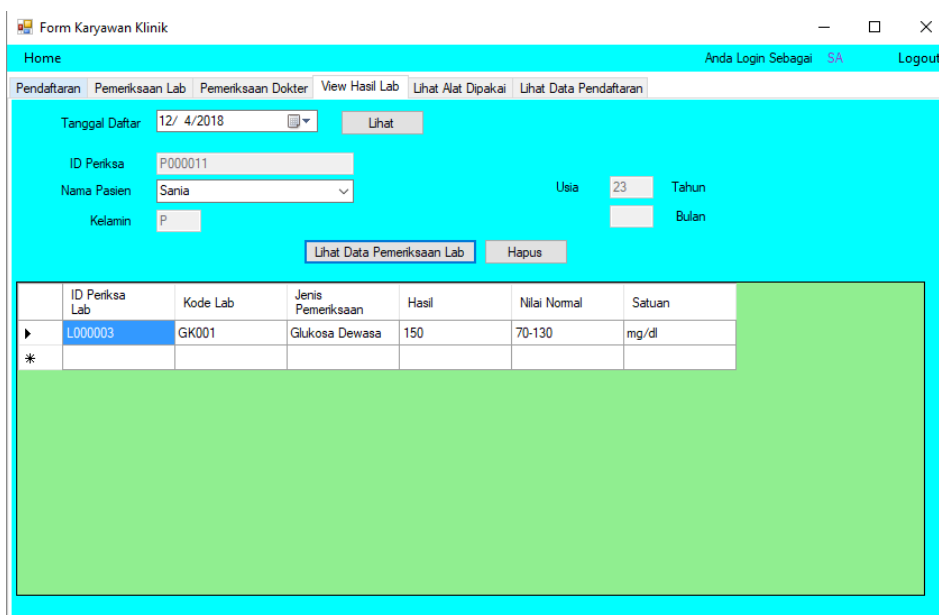 Form Karyawan Klinik
Home Anda Login Sebagai SA Logout
Pendaftaran Pemeriksaan Lab Pemeriksaan Dokter View Hasil Lab Lihat Alat Dipakai Lihat Data Pendaftaran
Tanggal Daftar 12/ 4/2018 Lihat
ID Periksa P000011
Nama Pasien Sania Usia 23 Tahun
Kelamin P Bulan
Lihat Data Pemeriksaan Lab Hapus
ID Periksa Lab Kode Lab Jenis Pemeriksaan Hasil Nilai Normal Satuan
L000003 GK001 Glukosa Dewasa 150 70-130 mg/dl